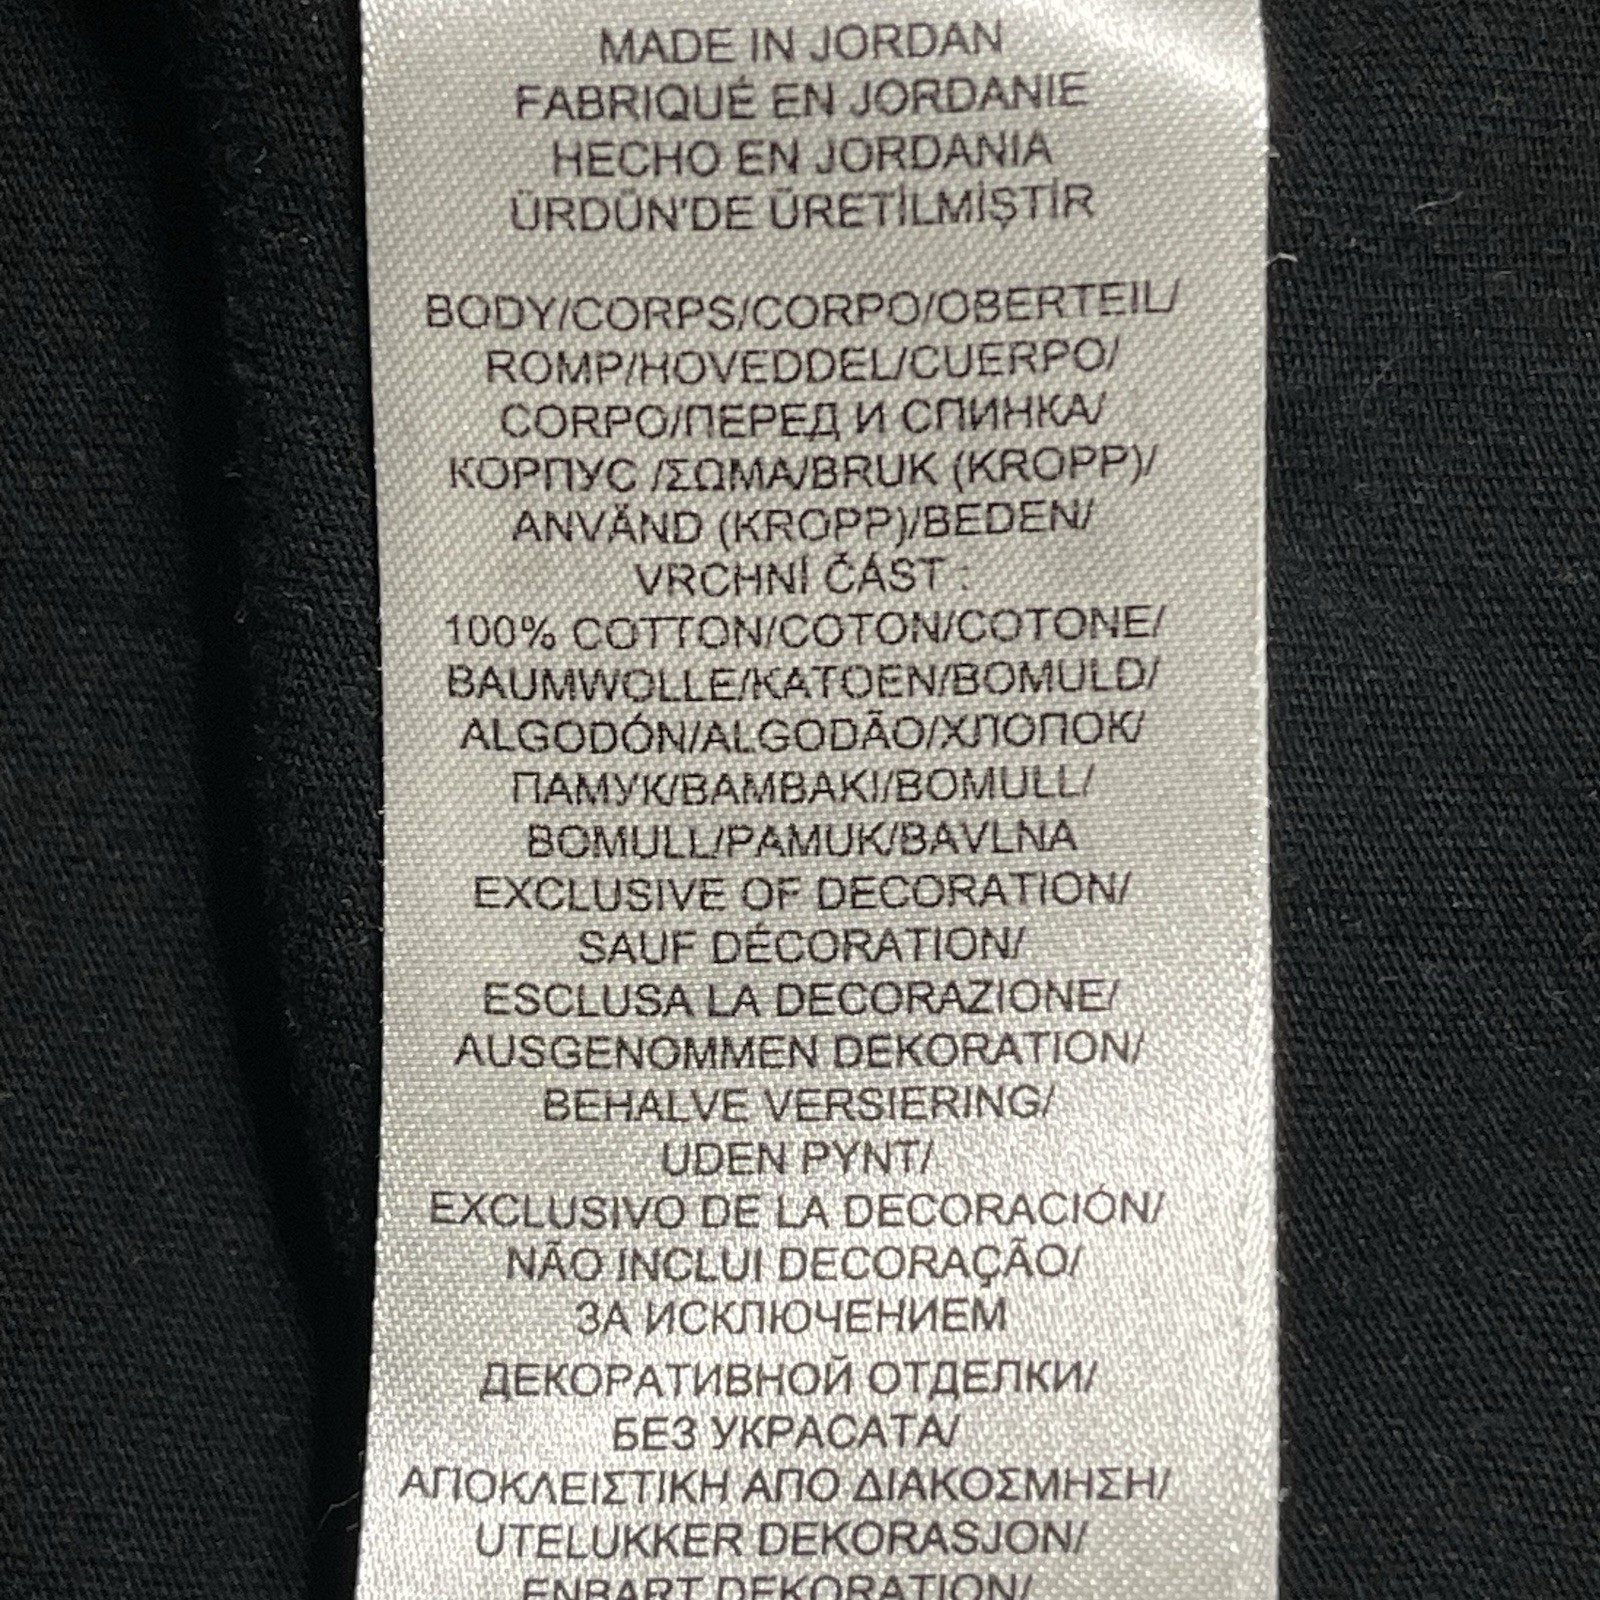 MADE IN JORDAN
FABRIQUÉ EN JORDANIE
HECHO EN JORDANIA
ÜRDÜN'DE ÜRETİLMİŞTİR
BODY/CORPS/CORPO/OBERTEIL/
ROMP/HOVEDDEL/CUERPO/
CORPO/ПЕРЕД И СПИНКА/
КОРПУС /ΣΩΜΑ/BRUK (KROPP)/
ANVÄND (KROPP)/BEDEN/
VRCHNÍ ČÁST :
100% COTTON/COTON/COTONE/
BAUMWOLLE/KATOEN/BOMULD/
ALGODÓN/ALGODÃO/ХЛОПОК/
ПАМУК/ΒΑΜΒΑΚΙ/BOMULL/
BOMULL/PAMUK/BAVLNA
EXCLUSIVE OF DECORATION/
SAUF DÉCORATION/
ESCLUSA LA DECORAZIONE/
AUSGENOMMEN DEKORATION/
BEHALVE VERSIERING/
UDEN PYNT/
EXCLUSIVO DE LA DECORACIÓN/
NÃO INCLUI DECORAÇÃO/
ЗА ИСКЛЮЧЕНИЕМ
ДЕКОРАТИВНОЙ ОТДЕЛКИ/
БЕЗ УКРАСАТА/
ΑΠΟΚΛΕΙΣΤΙΚΗ ΑΠΟ ΔΙΑΚΟΣΜΗΣΗ/
UTELUKKER DEKORASJON/
ENBART DEKORATION/